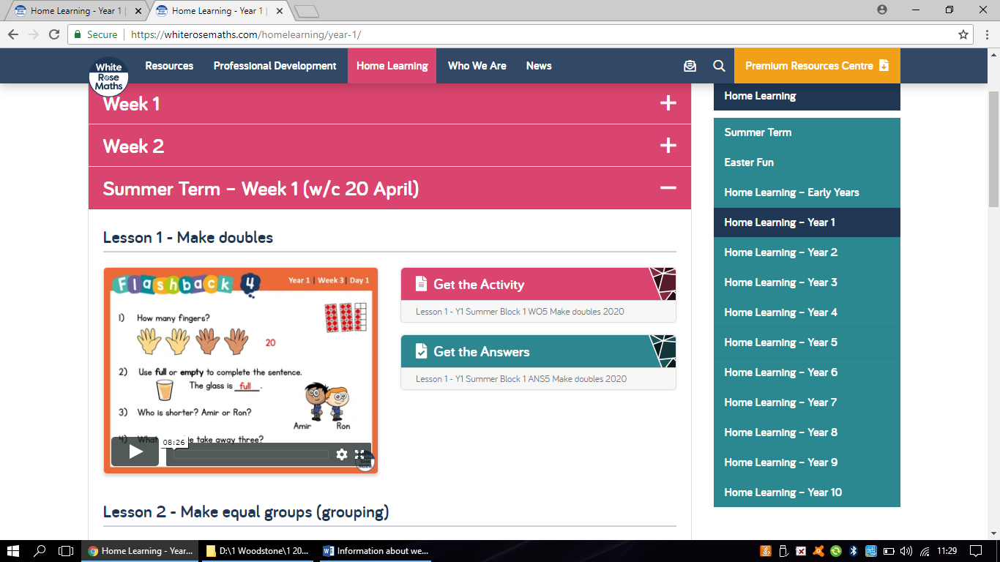 Home Learning - Year 1 |
Home Learning - Year 1 |
Secure
https://whiterosemaths.com/homelearning/year-1/
White
Rose
Maths
Resources
Professional Development
Home Learning
Who We Are
News
Premium Resources Centre
Week 1
Week 2
Summer Term – Week 1 (w/c 20 April)
Lesson 1 - Make doubles
Flashback 4
Year 1 | Week 3 | Day 1
1) How many fingers?
20
2) Use full or empty to complete the sentence.
The glass is full .
3) Who is shorter? Amir or Ron?
Amir
Ron
4) What
e take away three?
08:26
Get the Activity
Lesson 1 - Y1 Summer Block 1 WO5 Make doubles 2020
Get the Answers
Lesson 1 - Y1 Summer Block 1 ANS5 Make doubles 2020
Lesson 2 - Make equal groups (grouping)
Home Learning
Summer Term
Easter Fun
Home Learning – Early Years
Home Learning – Year 1
Home Learning – Year 2
Home Learning – Year 3
Home Learning – Year 4
Home Learning – Year 5
Home Learning – Year 6
Home Learning – Year 7
Home Learning – Year 8
Home Learning – Year 9
Home Learning – Year 10
Home Learning - Year...
D:\1 Woodstone\1 20...
Information about we...
11:29